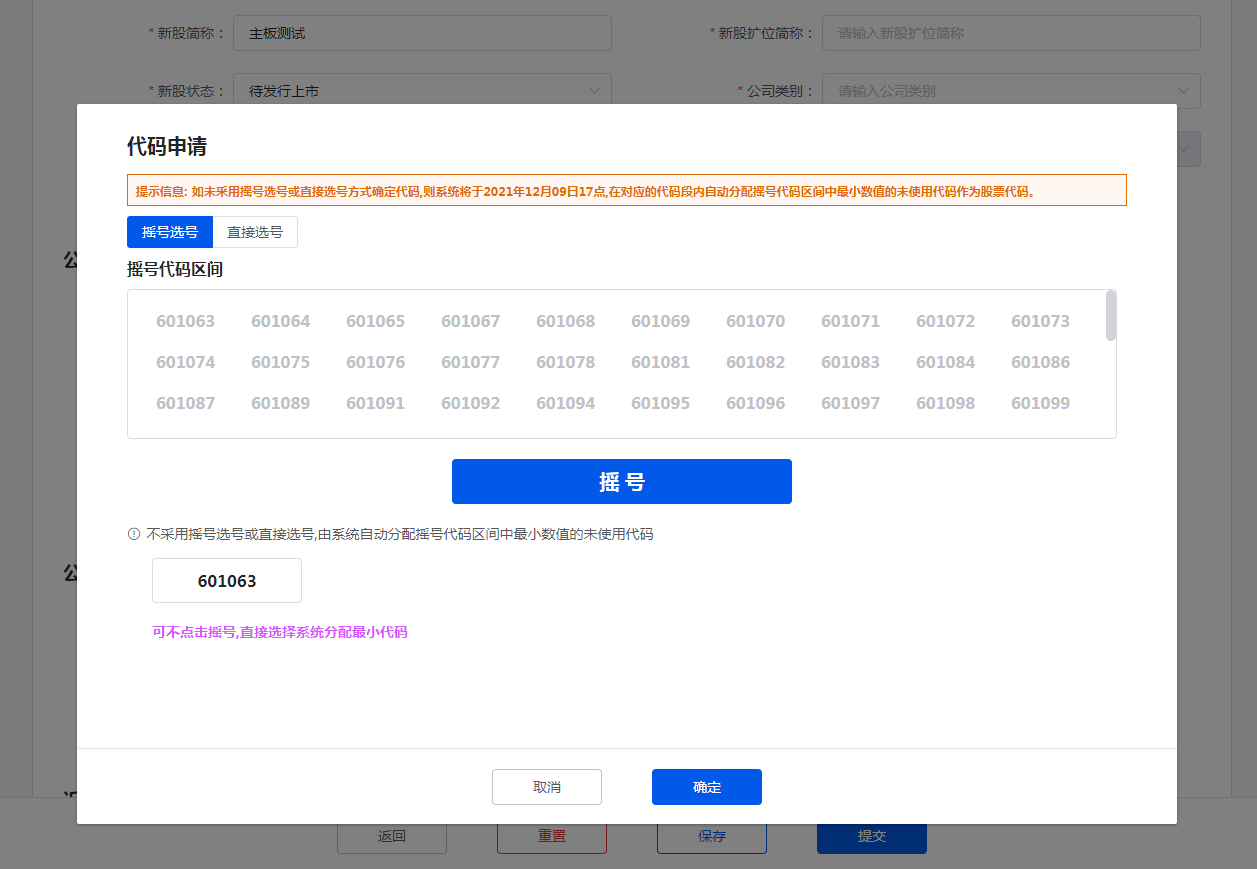 * 新股简称： 主板测试 * 新股扩位简称： 请输入新股扩位简称
* 新股状态： 待发行上市 * 公司类别： 请输入公司类别
代码申请
提示信息: 如未采用摇号选号或直接选号方式确定代码,则系统将于2021年12月09日17点,在对应的代码段内自动分配摇号代码区间中最小数值的未使用代码作为股票代码。
摇号选号 直接选号
摇号代码区间
601063 601064 601065 601067 601068 601069 601070 601071 601072 601073
601074 601075 601076 601077 601078 601081 601082 601083 601084 601086
601087 601089 601091 601092 601094 601095 601096 601097 601098 601099
摇 号
不采用摇号选号或直接选号,由系统自动分配摇号代码区间中最小数值的未使用代码
601063
可不点击摇号,直接选择系统分配最小代码
取消 确定
返回 重置 保存 提交